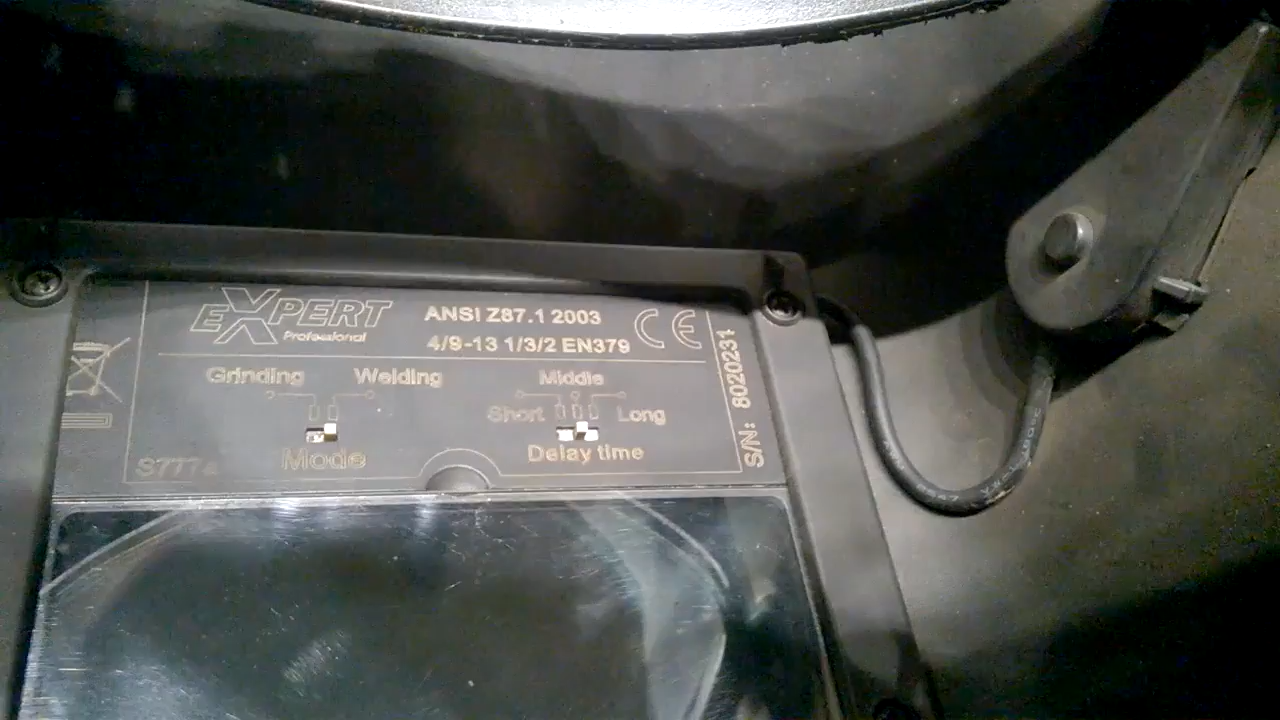 EXPERT
Professional
ANSI Z87.1 2003
4/9-13 1/3/2 EN379
CE
Grinding Welding
Mode
Middle
Short Long
Delay time
S777a
S/N: 8020231